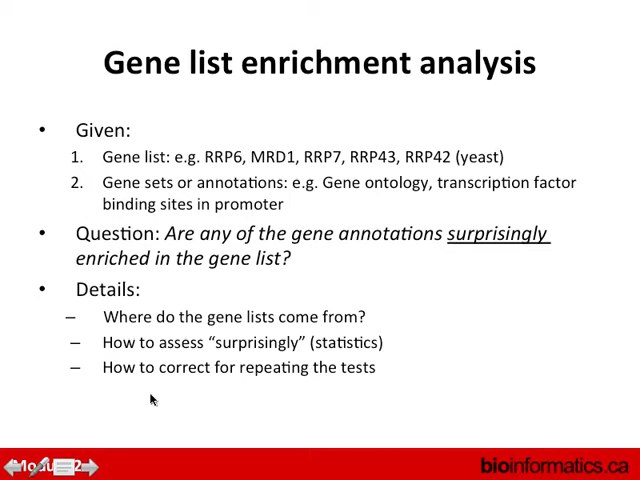 Gene list enrichment analysis
• Given:
1. Gene list: e.g. RRP6, MRD1, RRP7, RRP43, RRP42 (yeast)
2. Gene sets or annotations: e.g. Gene ontology, transcription factor
binding sites in promoter
• Question: Are any of the gene annotations surprisingly
enriched in the gene list?
• Details:
– Where do the gene lists come from?
– How to assess “surprisingly” (statistics)
– How to correct for repeating the tests
bioinformatics.ca